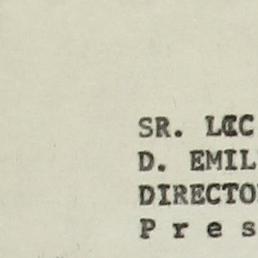 SR. LCC
D. EMIL
DIRECTO
P r e s